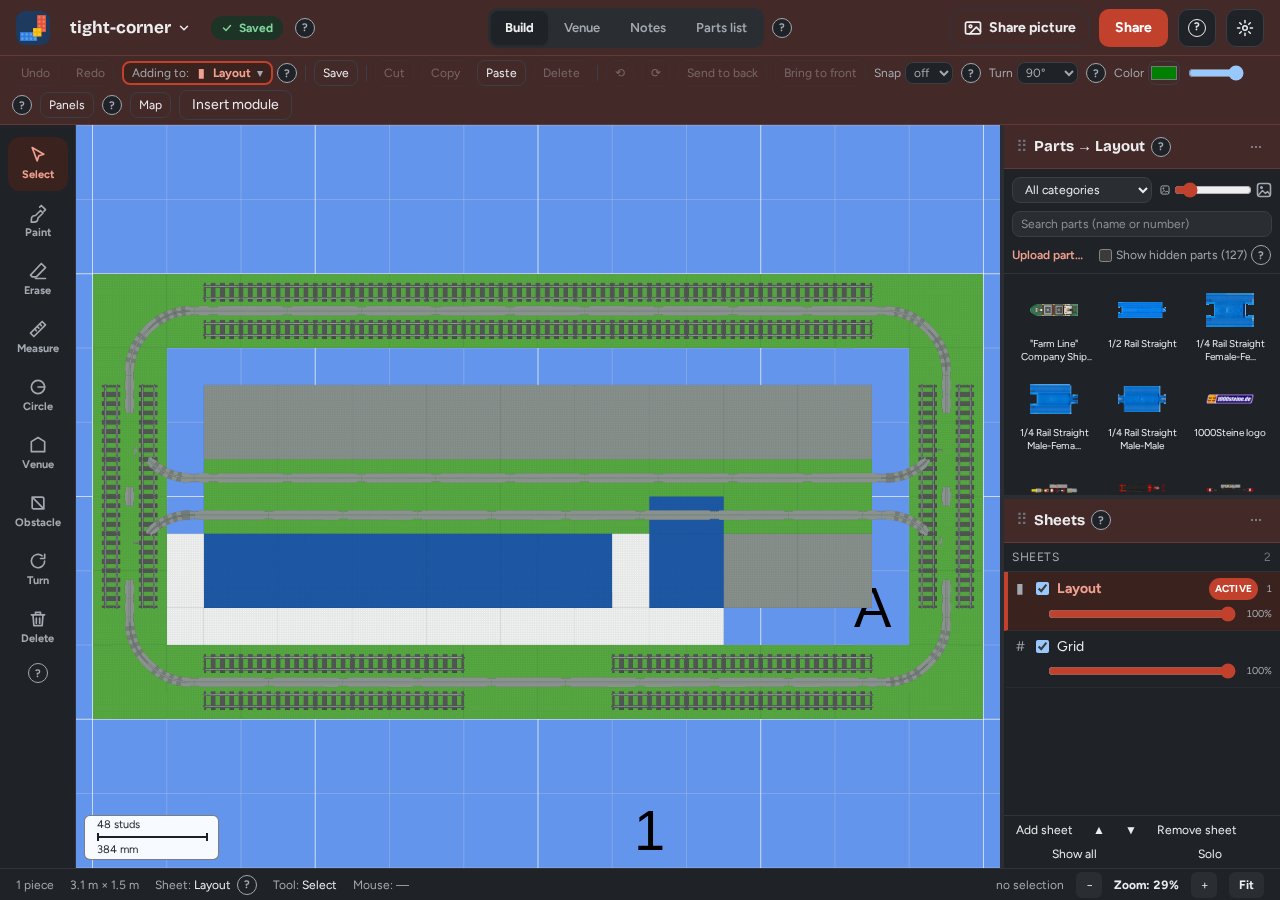 tight-corner
Saved
?
Build
Venue
Notes
Parts list
?
Share picture
Share
?
Undo
Redo
Adding to: Layout
?
Save
Cut
Copy
Paste
Delete
Send to back
Bring to front
Snap
off
?
Turn
90°
?
Color
?
Panels
?
Map
Insert module
Select
Paint
Erase
Measure
Circle
Venue
Obstacle
Turn
Delete
?
A
1
48 studs
384 mm
Parts → Layout
?
...
All categories
Search parts (name or number)
Upload part...
Show hidden parts (127)
?
"Farm Line"
Company Ship...
1/2 Rail Straight
1/4 Rail Straight
Female-Fe...
1/4 Rail Straight
Male-Fema...
1/4 Rail Straight
Male-Male
1000Steine logo
Sheets
?
...
SHEETS
2
Layout
ACTIVE
1
100%
#
Grid
100%
Add sheet
▲
▼
Remove sheet
Show all
Solo
1 piece
3.1 m × 1.5 m
Sheet: Layout
?
Tool: Select
Mouse: —
no selection
−
Zoom: 29%
+
Fit